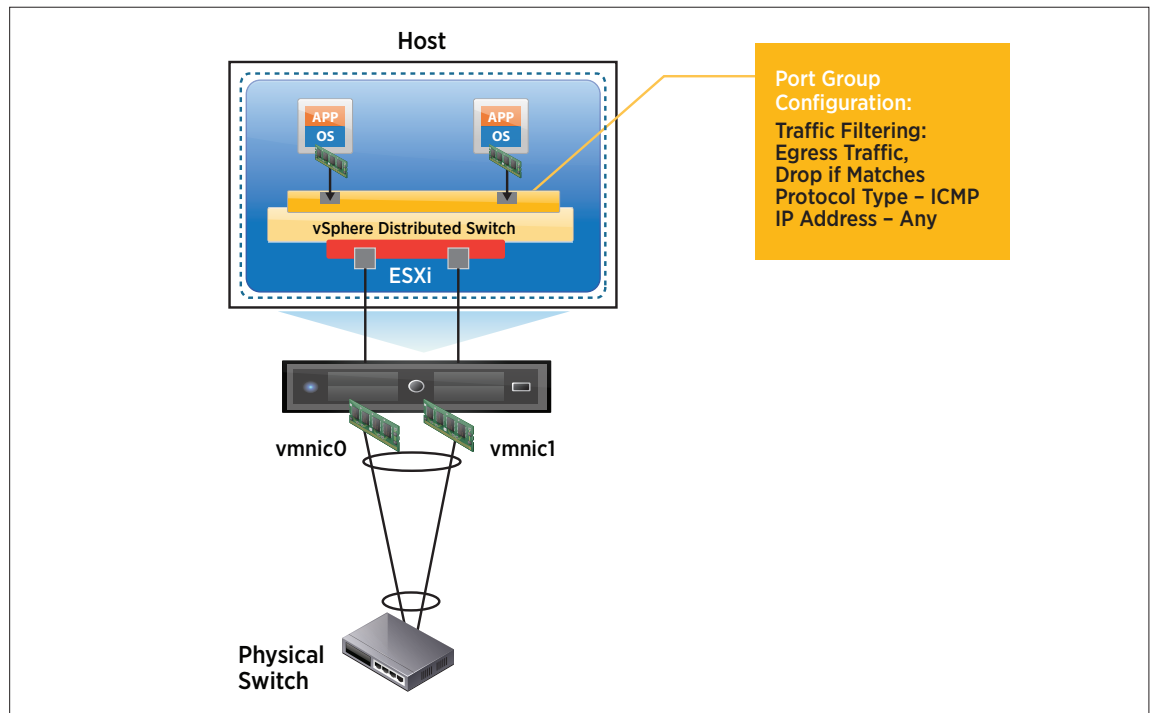 Host
APP
OS
APP
OS
vSphere Distributed Switch
ESXi
Port Group
Configuration:
Traffic Filtering:
Egress Traffic,
Drop if Matches
Protocol Type – ICMP
IP Address – Any
vmnic0
vmnic1
Physical
Switch